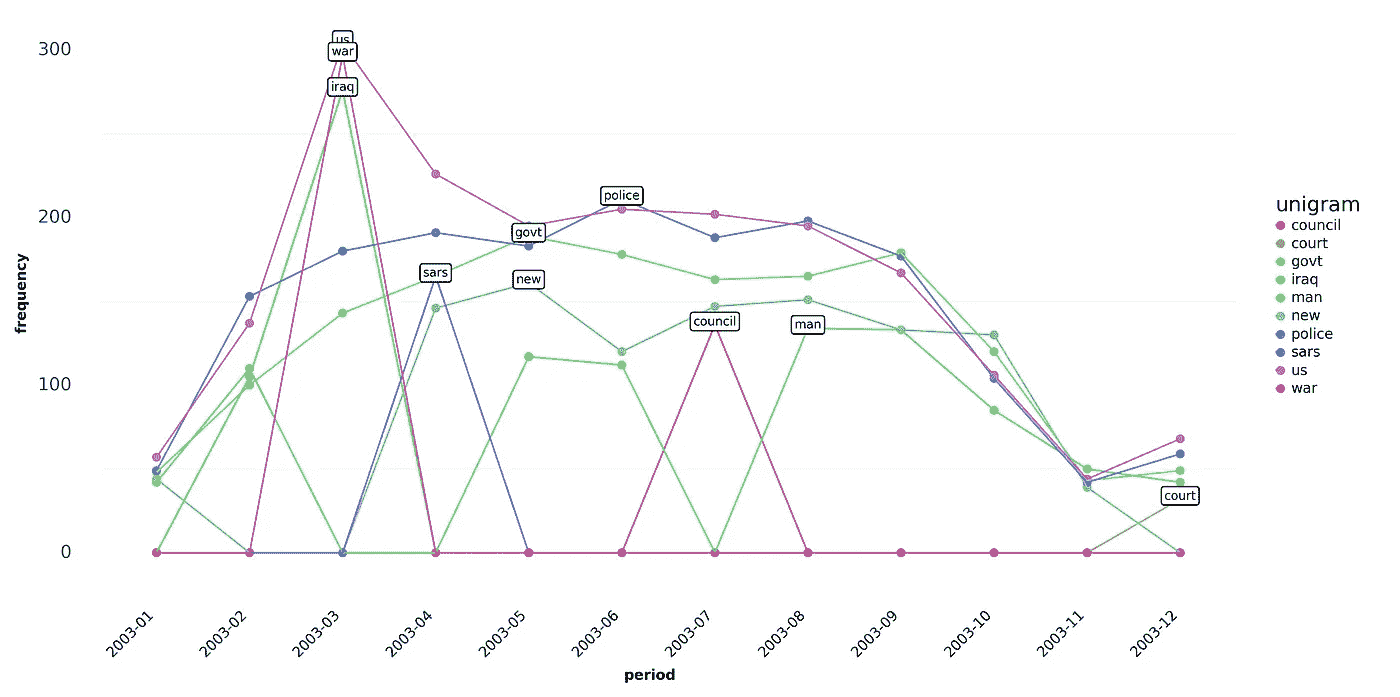 300
200
100
0
frequency
us
war
iraq
police
govt
sars
new
council
man
court
2003-01
2003-02
2003-03
2003-04
2003-05
2003-06
2003-07
2003-08
2003-09
2003-10
2003-11
2003-12
period
unigram
council
court
govt
iraq
man
new
police
sars
us
war